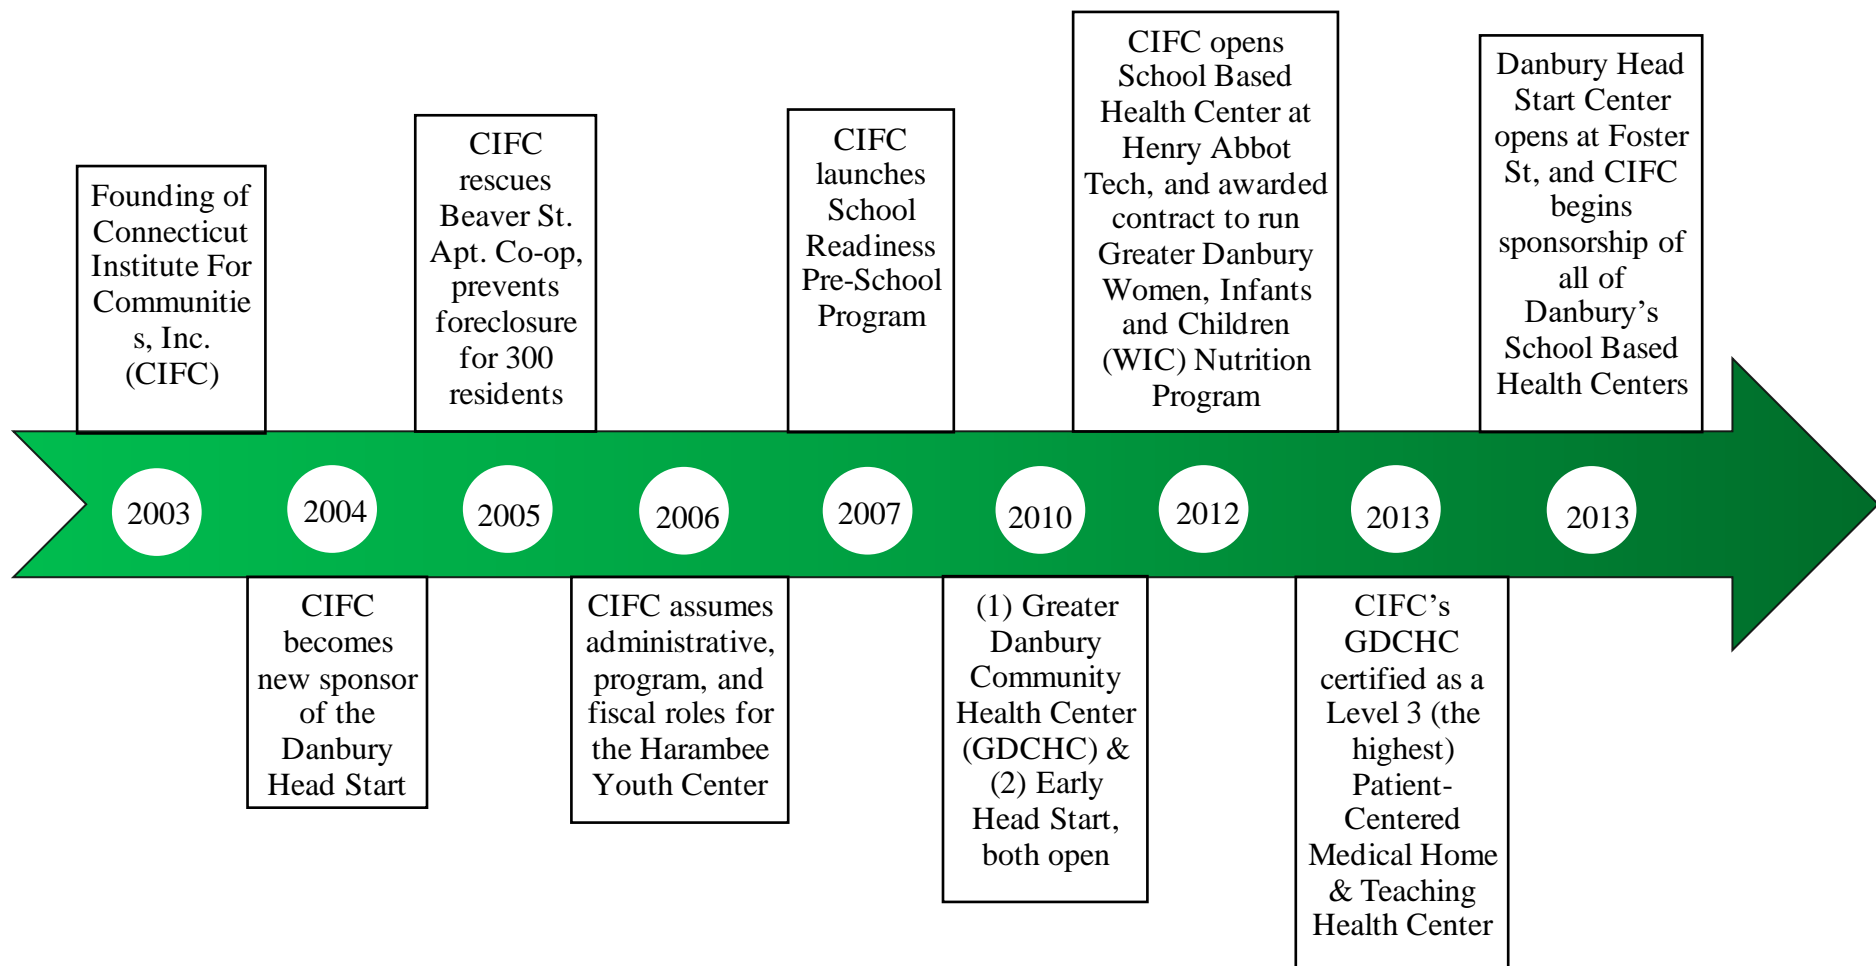 Founding of
Connecticut
Institute For
Communitie
s, Inc.
(CIFC)
CIFC
rescues
Beaver St.
Apt. Co-op,
prevents
foreclosure
for 300
residents
CIFC
launches
School
Readiness
Pre-School
Program
CIFC opens
School Based
Health Center at
Henry Abbot
Tech, and awarded
contract to run
Greater Danbury
Women, Infants
and Children
(WIC) Nutrition
Program
Danbury Head
Start Center
opens at Foster
St, and CIFC
begins
sponsorship of
all of
Danbury’s
School Based
Health Centers
2003
2004
2005
2006
2007
2010
2012
2013
2013
CIFC
becomes
new sponsor
of the
Danbury
Head Start
CIFC assumes
administrative,
program, and
fiscal roles for
the Harambee
Youth Center
(1) Greater
Danbury
Community
Health Center
(GDCHC) &
(2) Early
Head Start,
both open
CIFC’s
GDCHC
certified as a
Level 3 (the
highest)
Patient-
Centered
Medical Home
& Teaching
Health Center